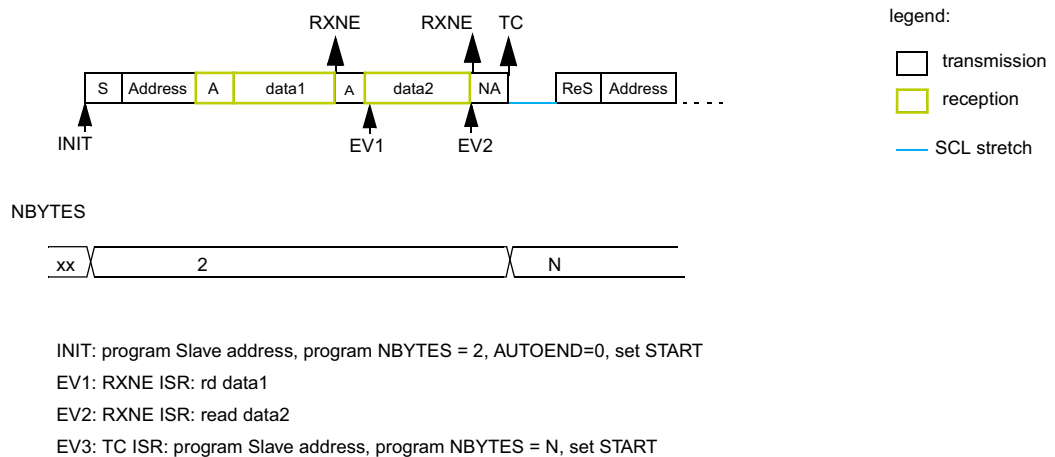 RXNE RXNE TC
S Address A data1 A data2 NA ReS Address
INIT EV1 EV2
legend:
transmission
reception
SCL stretch
NBYTES
xx 2 N
INIT: program Slave address, program NBYTES = 2, AUTOEND=0, set START
EV1: RXNE ISR: rd data1
EV2: RXNE ISR: read data2
EV3: TC ISR: program Slave address, program NBYTES = N, set START